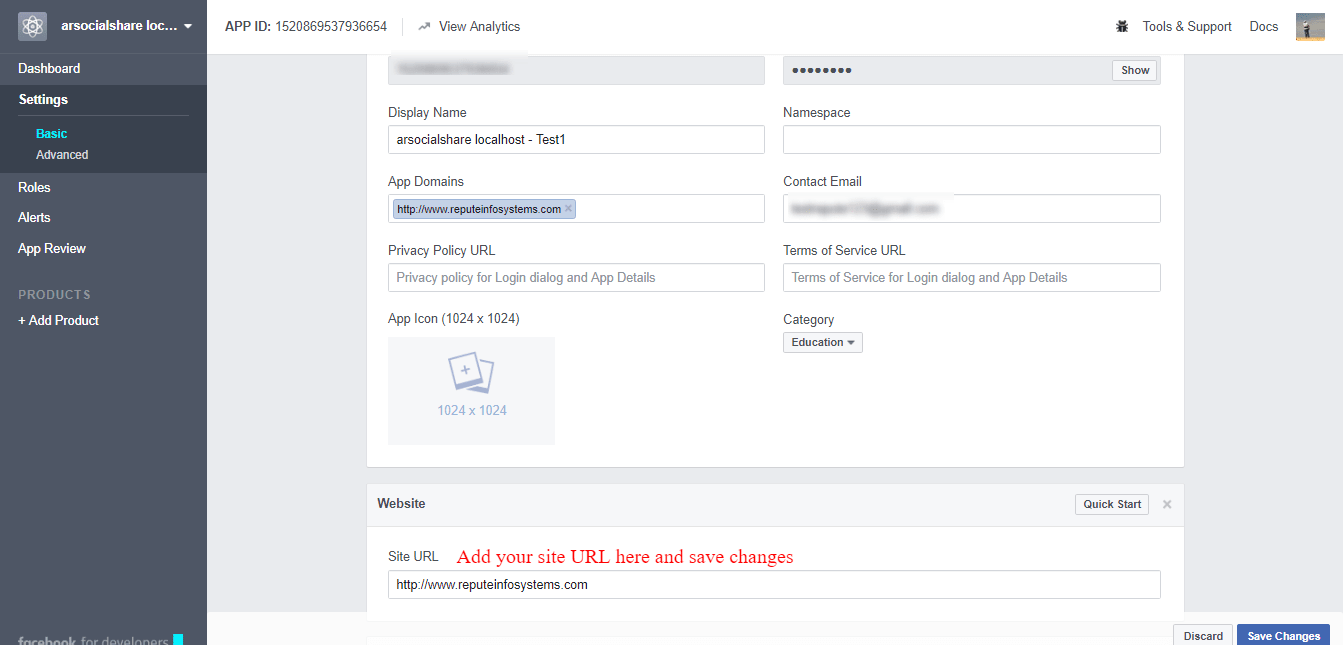 arsocialshare loc...
APP ID: 1520869537936654
View Analytics
Tools & Support
Docs
Dashboard
Settings
Basic
Advanced
Roles
Alerts
App Review
PRODUCTS
+ Add Product
Show
Display Name
arsocialshare localhost - Test1
Namespace
App Domains
http://www.reputeinfosystems.com
Contact Email
Privacy Policy URL
Privacy policy for Login dialog and App Details
Terms of Service URL
Terms of Service for Login dialog and App Details
App Icon (1024 x 1024)
1024 x 1024
Category
Education
Website
Quick Start
Site URL
Add your site URL here and save changes
http://www.reputeinfosystems.com
facebook for developers
Discard
Save Changes